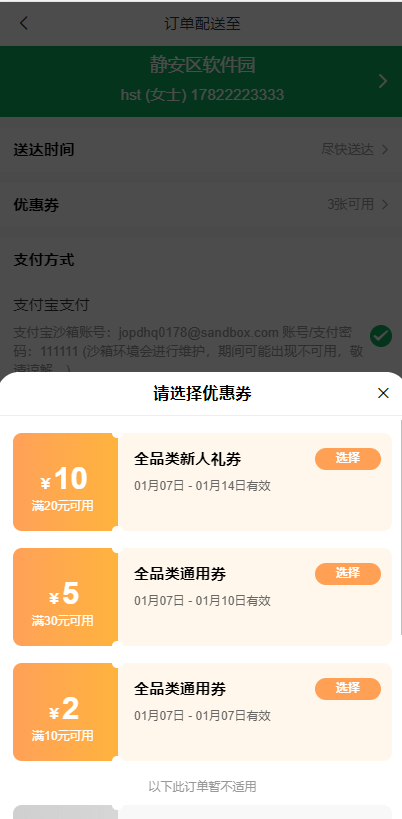 订单配送至
静安区软件园
hst (女士) 17822223333
送达时间
尽快送达
优惠券
3张可用
支付方式
支付宝支付
支付宝沙箱账号：jopdhq0178@sandbox.com 账号/支付密
码：111111 (沙箱环境会进行维护，期间可能出现不可用，敬
请谅解...)
请选择优惠券
¥10
满20元可用
全品类新人礼券
01月07日 - 01月14日有效
选择
¥5
满30元可用
全品类通用券
01月07日 - 01月10日有效
选择
¥2
满10元可用
全品类通用券
01月07日 - 01月07日有效
选择
以下此订单暂不适用